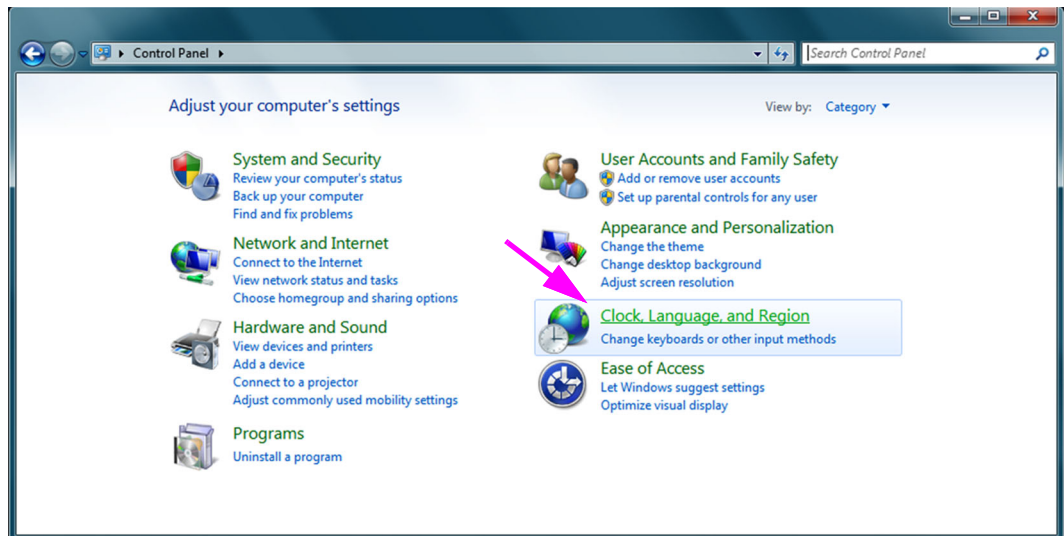 Control Panel
Search Control Panel
Adjust your computer's settings
View by: Category
System and Security
Review your computer's status
Back up your computer
Find and fix problems
Network and Internet
Connect to the Internet
View network status and tasks
Choose homegroup and sharing options
Hardware and Sound
View devices and printers
Add a device
Connect to a projector
Adjust commonly used mobility settings
Programs
Uninstall a program
User Accounts and Family Safety
Add or remove user accounts
Set up parental controls for any user
Appearance and Personalization
Change the theme
Change desktop background
Adjust screen resolution
Clock, Language, and Region
Change keyboards or other input methods
Ease of Access
Let Windows suggest settings
Optimize visual display